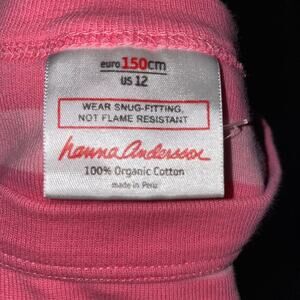 euro 150cm
US 12
WEAR SNUG-FITTING,
NOT FLAME RESISTANT
hanna Andersson
100% Organic Cotton
made in Peru